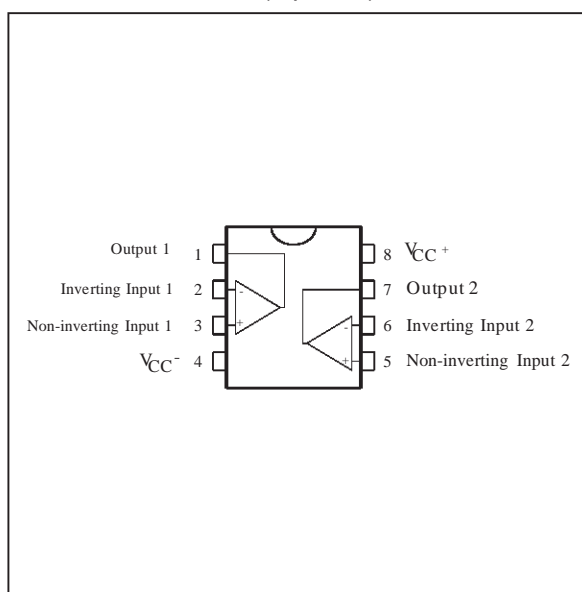 Output 1 1
Inverting Input 1 2 -
Non-inverting Input 1 3 +
VCC- 4
8 VCC+
7 Output 2
- 6 Inverting Input 2
+ 5 Non-inverting Input 2